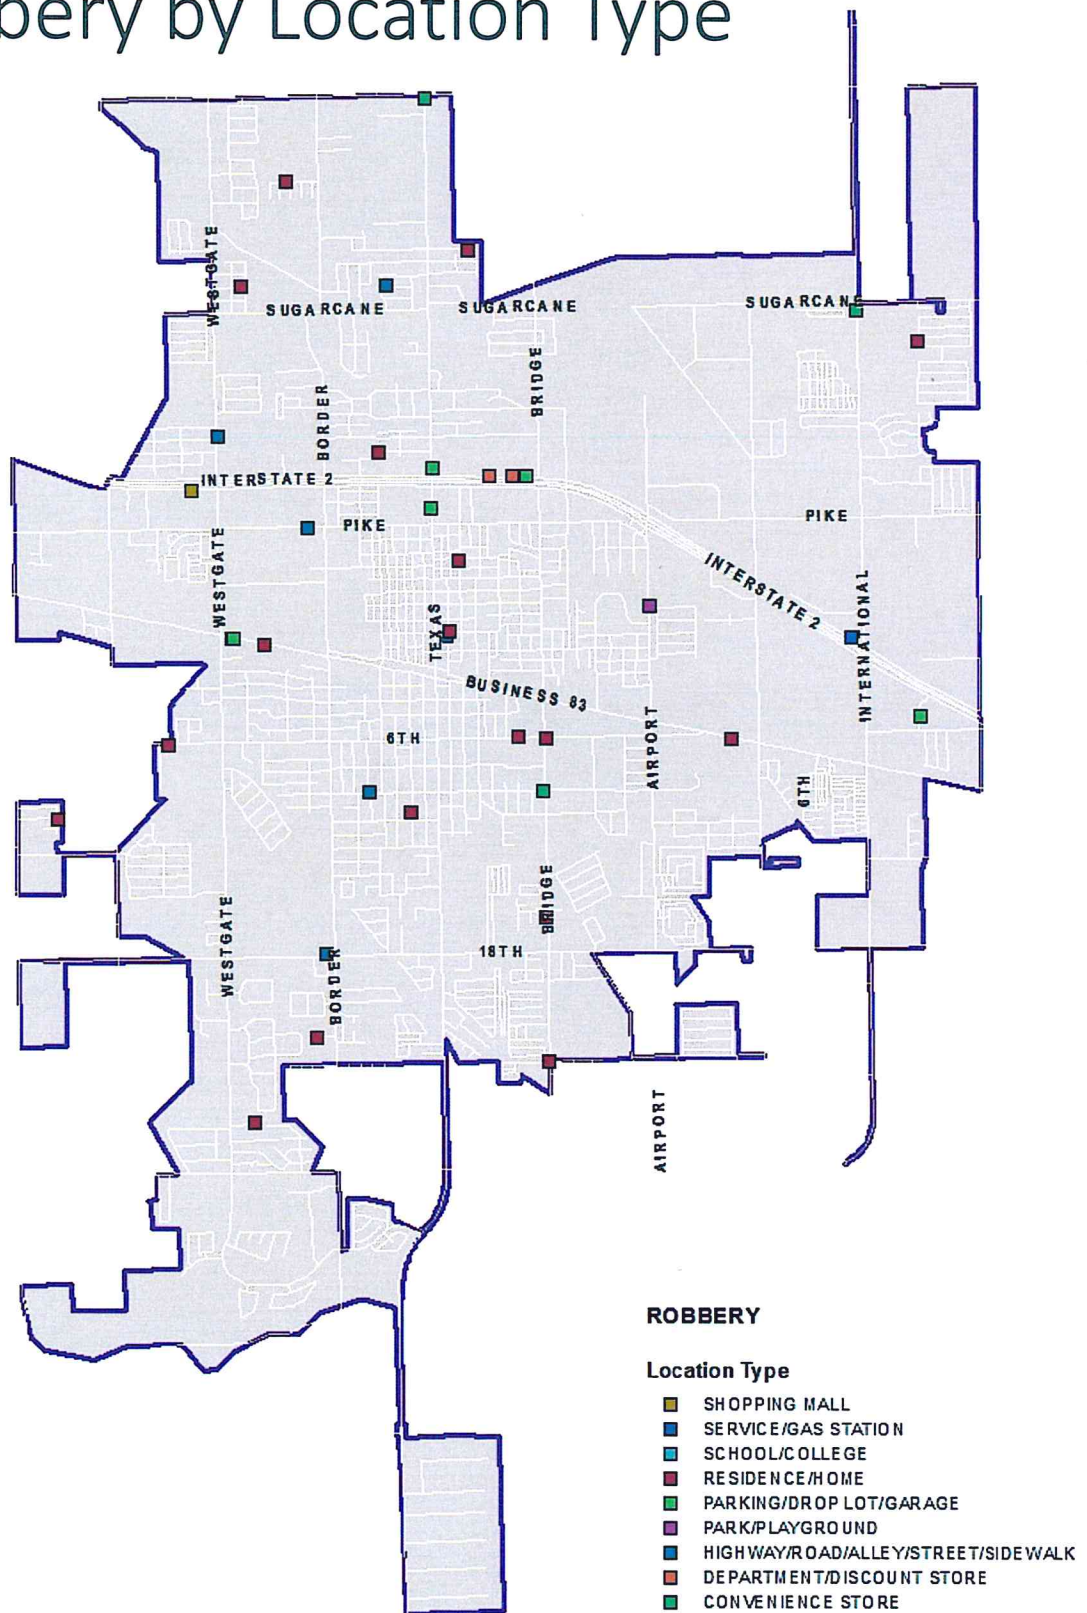 bery by Location Type
WESTGATE
SUGARCANE
SUGARCANE
SUGARCANE
BRIDGE
BORDER
INTERSTATE 2
PIKE
PIKE
WESTGATE
INTERSTATE 2
INTERNATIONAL
TEXAS
BUSINESS 83
6TH
AIRPORT
6TH
BRIDGE
WESTGATE
18TH
BORDER
AIRPORT
ROBBERY
Location Type
SHOPPING MALL
SERVICE/GAS STATION
SCHOOL/COLLEGE
RESIDENCE/HOME
PARKING/DROP LOT/GARAGE
PARK/PLAYGROUND
HIGHWAY/ROAD/ALLEY/STREET/SIDEWALK
DEPARTMENT/DISCOUNT STORE
CONVENIENCE STORE